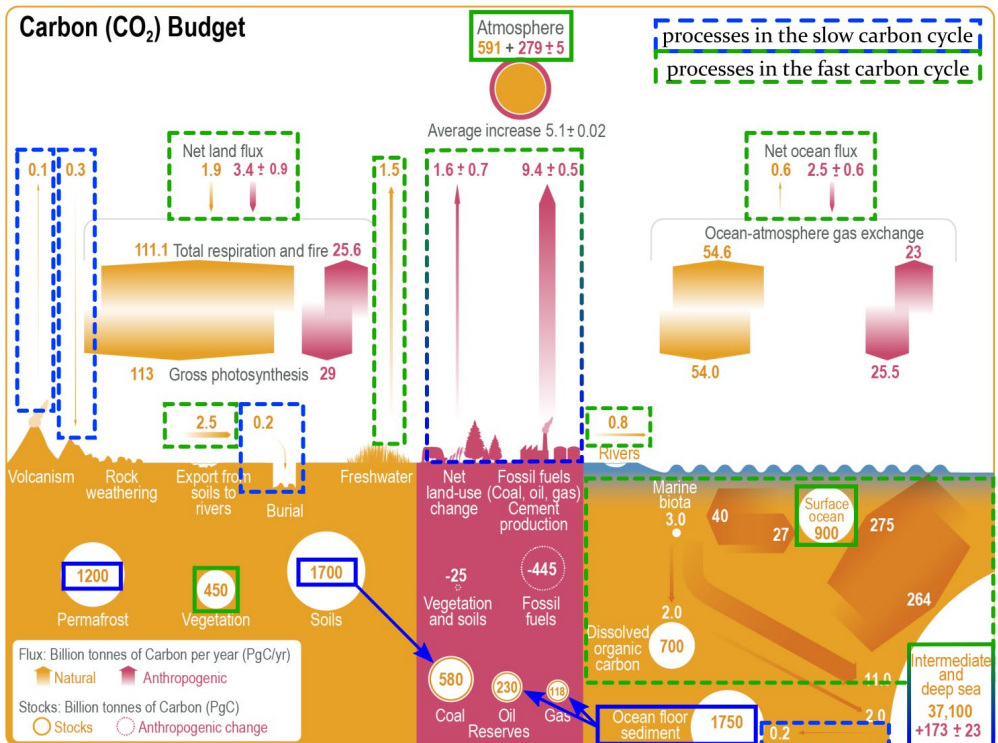 Carbon (CO₂) Budget
Atmosphere
591 + 279 ± 5
processes in the slow carbon cycle
processes in the fast carbon cycle
Average increase 5.1 ± 0.02
0.1
0.3
Net land flux
1.9 3.4 ± 0.9
1.5
1.6 ± 0.7
9.4 ± 0.5
Net ocean flux
0.6 2.5 ± 0.6
111.1 Total respiration and fire 25.6
Ocean-atmosphere gas exchange
54.6
23
113 Gross photosynthesis 29
54.0
25.5
2.5
0.2
0.8
Rivers
Volcanism
Rock
weathering
Export from
soils to
rivers
Burial
Freshwater
Net
land-use
change
Fossil fuels
(Coal, oil, gas)
Cement
production
Marine
biota
3.0
40
27
Surface
ocean
900
275
264
1200
Permafrost
450
Vegetation
1700
Soils
-25
Vegetation
and soils
-445
Fossil
fuels
2.0
Dissolved
organic
carbon
700
11.0
2.0
Intermediate
and
deep sea
37,100
+173 ± 23
Flux: Billion tonnes of Carbon per year (PgC/yr)
Natural
Anthropogenic
Stocks: Billion tonnes of Carbon (PgC)
Stocks
Anthropogenic change
580
Coal
230
Oil
118
Gas
Reserves
Ocean floor
sediment
1750
0.2